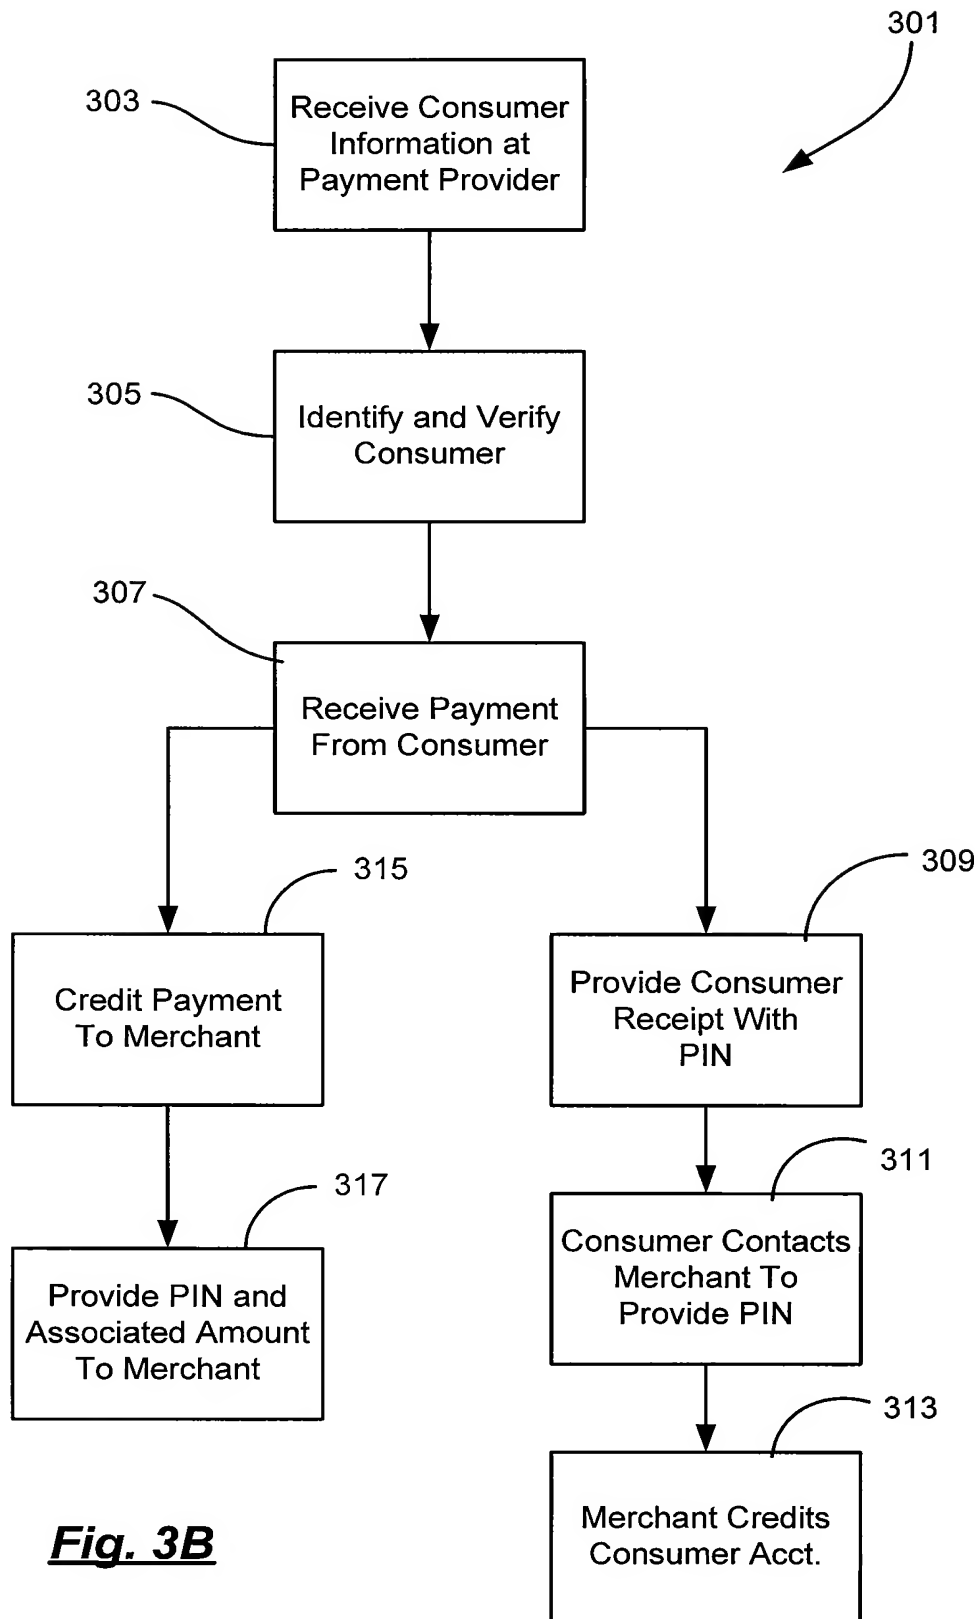 301
303
Receive Consumer
Information at
Payment Provider
305
Identify and Verify
Consumer
307
Receive Payment
From Consumer
315
309
Credit Payment
To Merchant
Provide Consumer
Receipt With
PIN
317
311
Provide PIN and
Associated Amount
To Merchant
Consumer Contacts
Merchant To
Provide PIN
313
Merchant Credits
Consumer Acct.
Fig. 3B